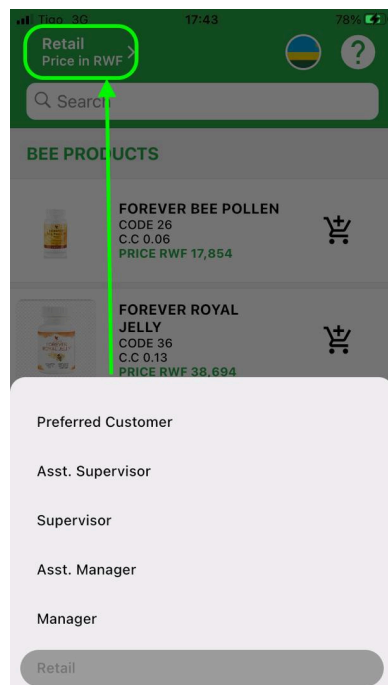 Tigo 3G 17:43 78%
Retail
Price in RWF
?
Search
BEE PRODUCTS
FOREVER BEE POLLEN
CODE 26
C.C 0.06
PRICE RWF 17,854
FOREVER ROYAL
JELLY
CODE 36
C.C 0.13
PRICE RWF 38,694
Preferred Customer
Asst. Supervisor
Supervisor
Asst. Manager
Manager
Retail